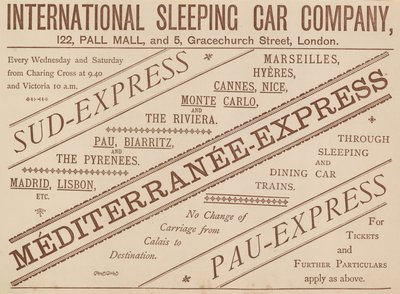 INTERNATIONAL SLEEPING CAR COMPANY,
122, PALL MALL, and 5, Gracechurch Street, London.
Every Wednesday and Saturday
from Charing Cross at 9.40
and Victoria 10 a.m.
SUD-EXPRESS
MARSEILLES,
HYÈRES,
CANNES, NICE,
MONTE CARLO,
AND
THE RIVIERA.
PAU, BIARRITZ,
AND
THE PYRENEES.
MADRID, LISBON,
ETC.
MÉDITERRANÉE-EXPRESS
THROUGH
SLEEPING
AND
DINING CAR
TRAINS.
No Change of
Carriage from
Calais to
Destination.
PAU-EXPRESS
For
TICKETS
and
FURTHER PARTICULARS
apply as above.